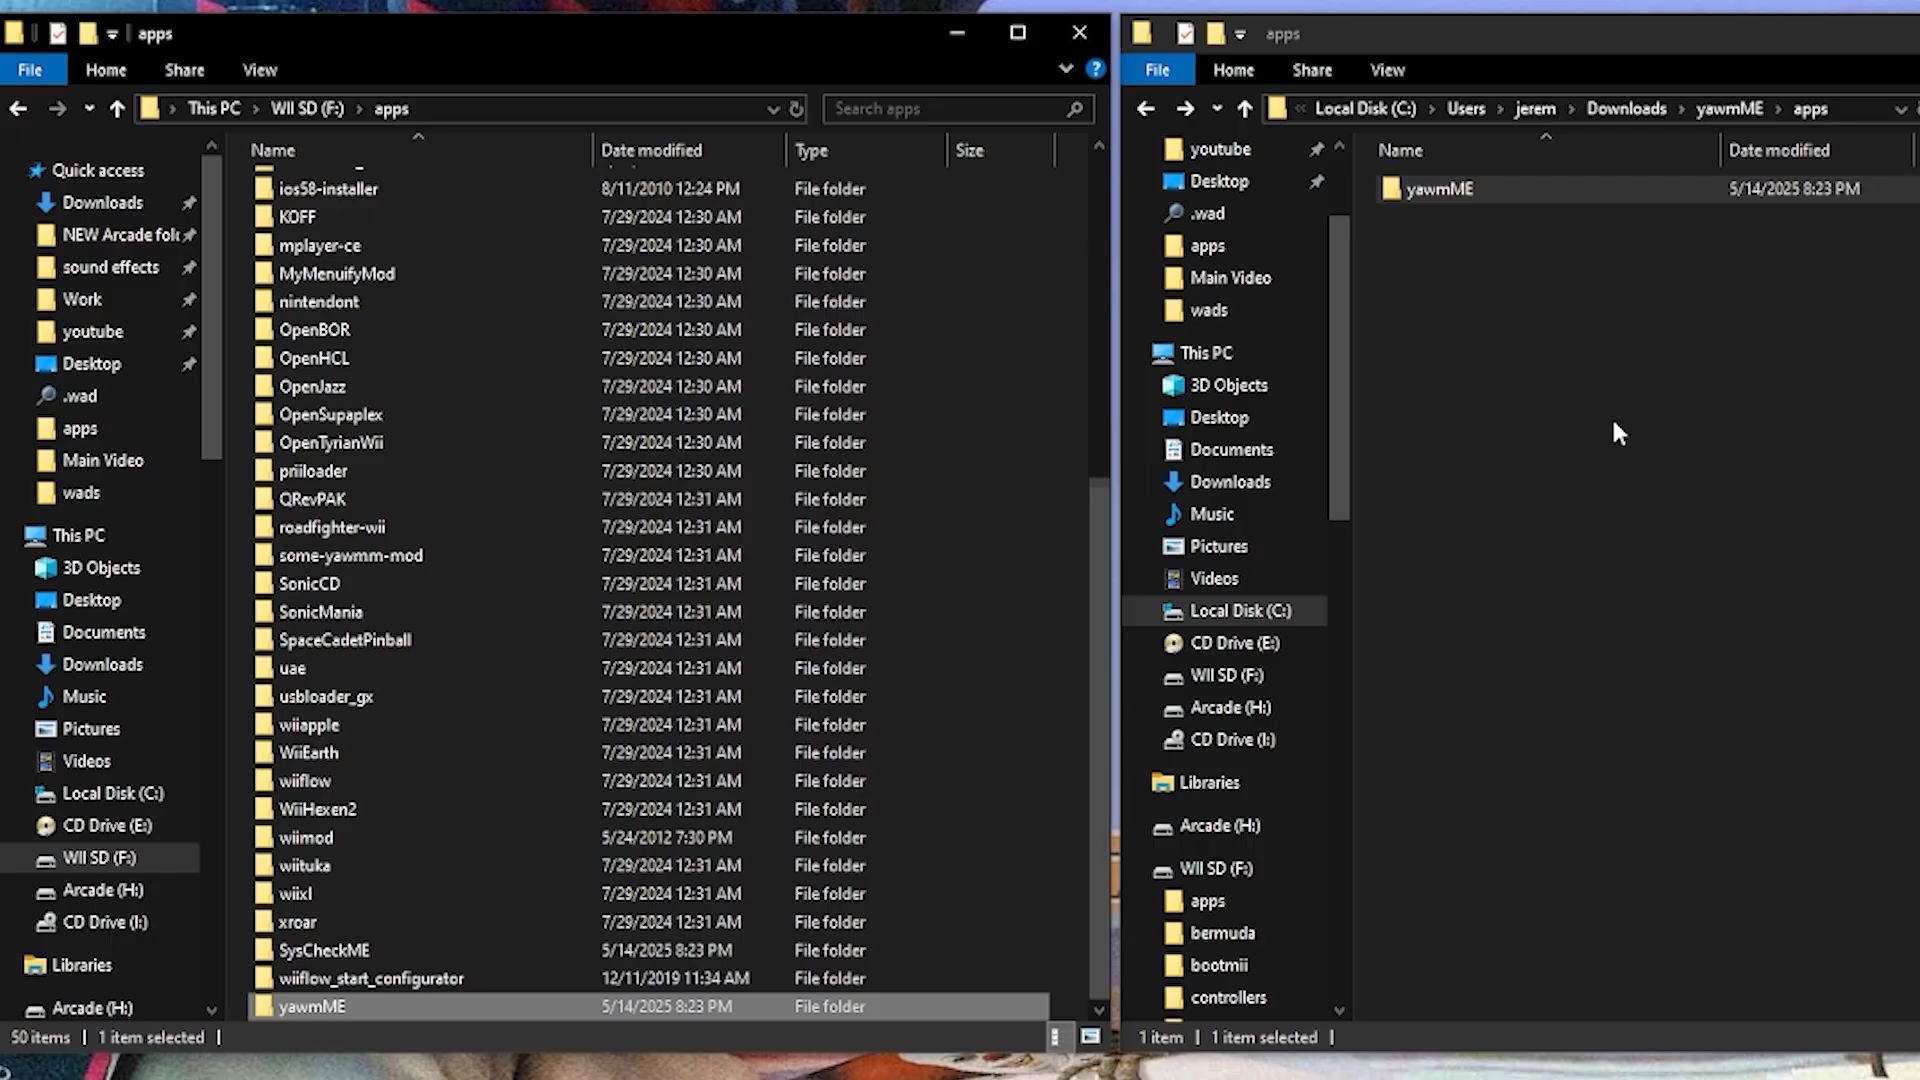 apps
File Home Share View
This PC > WII SD (F:) > apps
Search apps
Quick access
Downloads
NEW Arcade fol
sound effects
Work
youtube
Desktop
.wad
apps
Main Video
wads
This PC
3D Objects
Desktop
Documents
Downloads
Music
Pictures
Videos
Local Disk (C:)
CD Drive (E:)
WII SD (F:)
Arcade (H:)
CD Drive (I:)
Libraries
Arcade (H:)
Name Date modified Type Size
ios58-installer 8/11/2010 12:24 PM File folder
KOFF 7/29/2024 12:30 AM File folder
mplayer-ce 7/29/2024 12:30 AM File folder
MyMenuifyMod 7/29/2024 12:30 AM File folder
nintendont 7/29/2024 12:30 AM File folder
OpenBOR 7/29/2024 12:30 AM File folder
OpenHCL 7/29/2024 12:30 AM File folder
OpenJazz 7/29/2024 12:30 AM File folder
OpenSupaplex 7/29/2024 12:30 AM File folder
OpenTyrianWii 7/29/2024 12:30 AM File folder
priiloader 7/29/2024 12:30 AM File folder
QRevPAK 7/29/2024 12:31 AM File folder
roadfighter-wii 7/29/2024 12:31 AM File folder
some-yawmm-mod 7/29/2024 12:31 AM File folder
SonicCD 7/29/2024 12:31 AM File folder
SonicMania 7/29/2024 12:31 AM File folder
SpaceCadetPinball 7/29/2024 12:31 AM File folder
uae 7/29/2024 12:31 AM File folder
usbloader_gx 7/29/2024 12:31 AM File folder
wiiapple 7/29/2024 12:31 AM File folder
WiiEarth 7/29/2024 12:31 AM File folder
wiiflow 7/29/2024 12:31 AM File folder
WiiHexen2 7/29/2024 12:31 AM File folder
wiimod 5/24/2012 7:30 PM File folder
wiituka 7/29/2024 12:31 AM File folder
wiixl 7/29/2024 12:31 AM File folder
xroar 7/29/2024 12:31 AM File folder
SysCheckME 5/14/2025 8:23 PM File folder
wiiflow_start_configurator 12/11/2019 11:34 AM File folder
yawmME 5/14/2025 8:23 PM File folder
50 items | 1 item selected |
apps
File Home Share View
« Local Disk (C:) > Users > jerem > Downloads > yawmME > apps
youtube
Desktop
.wad
apps
Main Video
wads
This PC
3D Objects
Desktop
Documents
Downloads
Music
Pictures
Videos
Local Disk (C:)
CD Drive (E:)
WII SD (F:)
Arcade (H:)
CD Drive (I:)
Libraries
Arcade (H:)
WII SD (F:)
apps
bermuda
bootmii
controllers
Name Date modified
yawmME 5/14/2025 8:23 PM
1 item | 1 item selected |